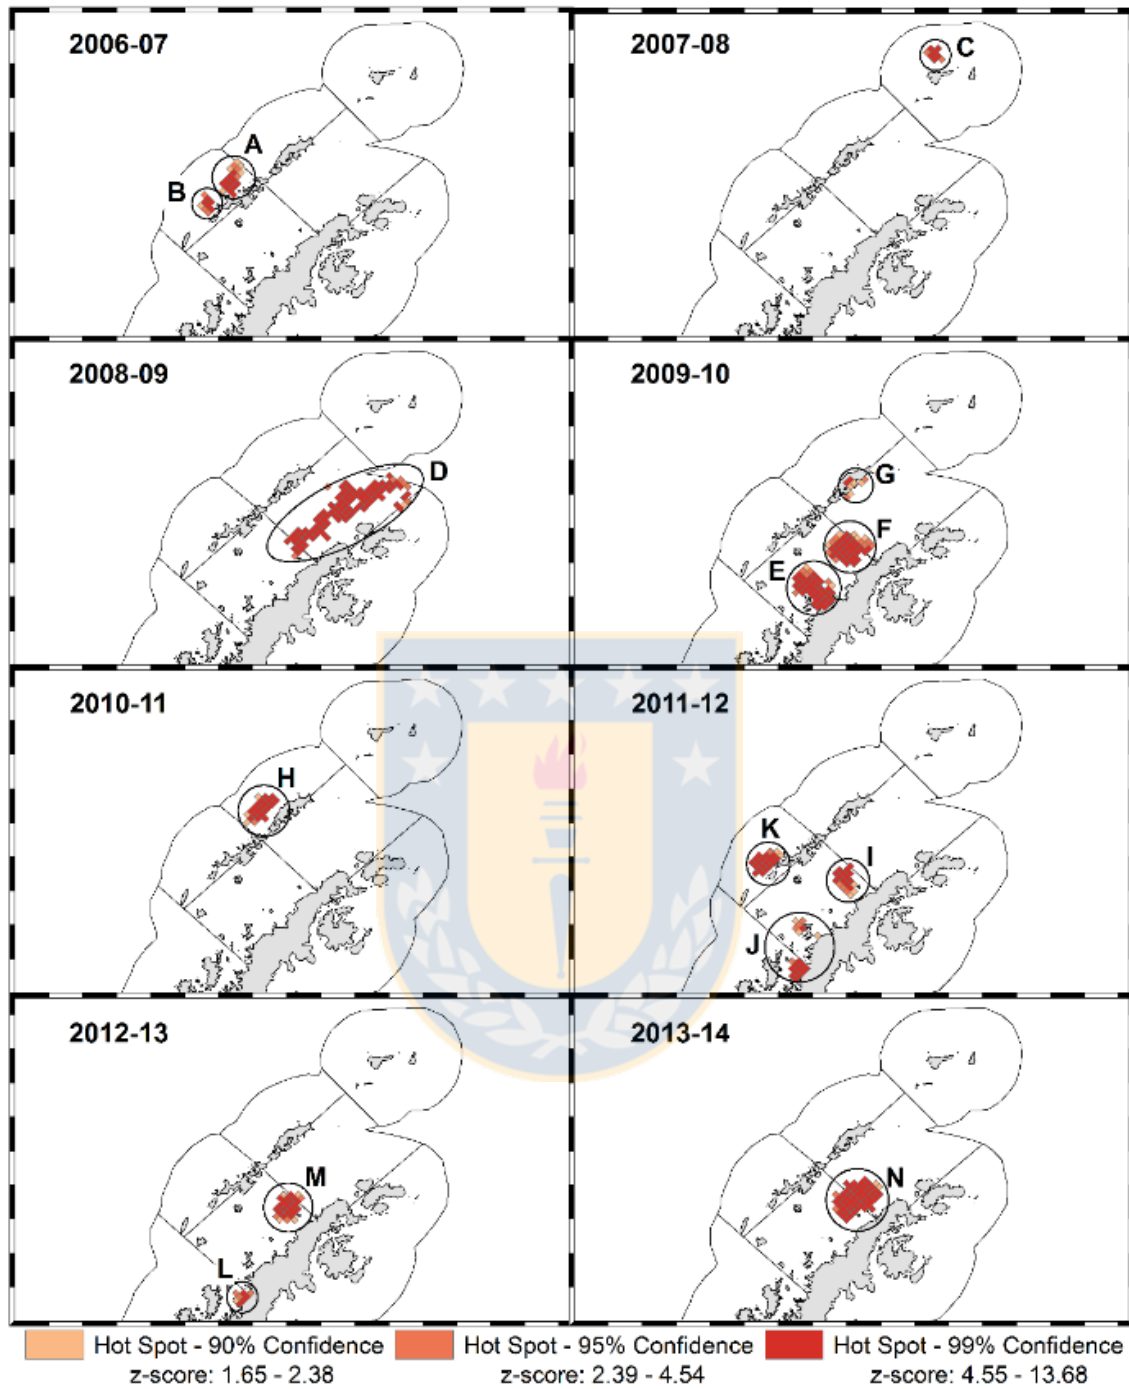 2006-07
A
B
2007-08
C
2008-09
D
2009-10
G
F
E
2010-11
H
2011-12
K
I
J
2012-13
M
L
2013-14
N
Hot Spot - 90% Confidence
z-score: 1.65 - 2.38
Hot Spot - 95% Confidence
z-score: 2.39 - 4.54
Hot Spot - 99% Confidence
z-score: 4.55 - 13.68